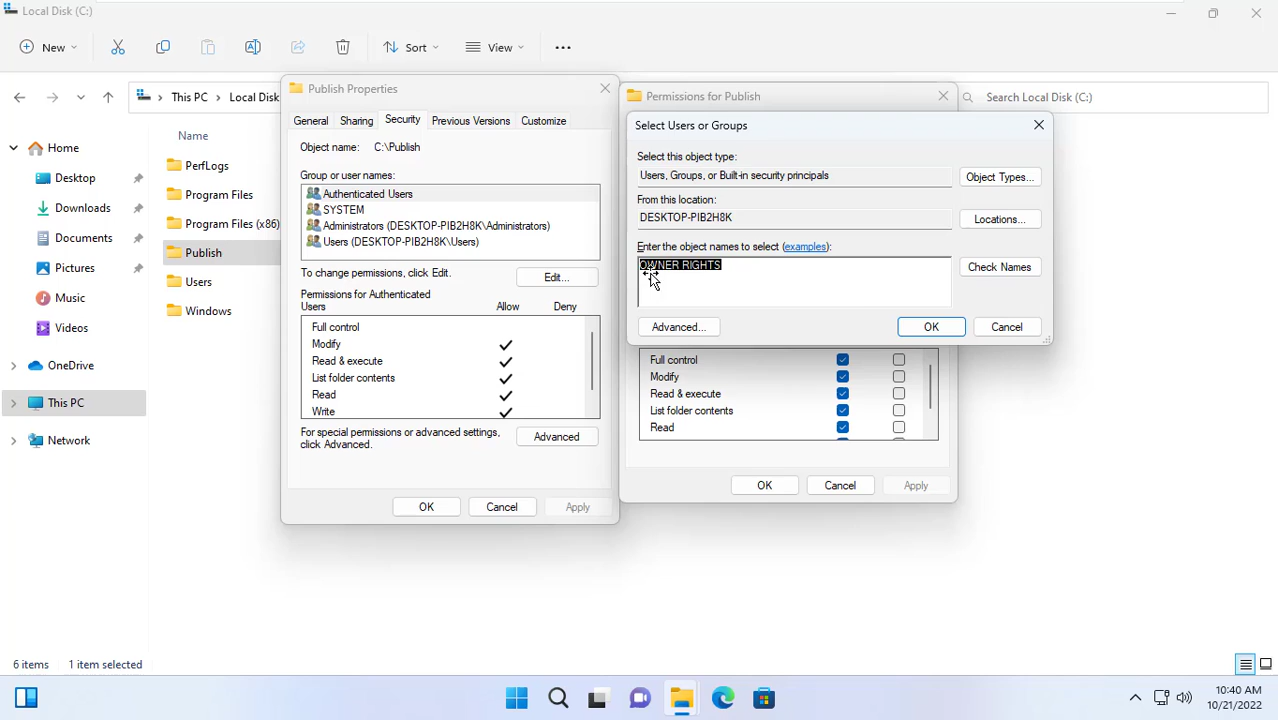 Local Disk (C:)
New
Sort
View
This PC
Local Disk
Search Local Disk (C:)
Home
Desktop
Downloads
Documents
Pictures
Music
Videos
OneDrive
This PC
Network
Name
PerfLogs
Program Files
Program Files (x86)
Publish
Users
Windows
Publish Properties
General
Sharing
Security
Previous Versions
Customize
Object name: C:\Publish
Group or user names:
Authenticated Users
SYSTEM
Administrators (DESKTOP-PIB2H8K\Administrators)
Users (DESKTOP-PIB2H8K\Users)
To change permissions, click Edit.
Edit...
Permissions for Authenticated
Users
Allow
Deny
Full control
Modify
Read & execute
List folder contents
Read
Write
For special permissions or advanced settings,
click Advanced.
Advanced
OK
Cancel
Apply
Permissions for Publish
Select Users or Groups
Select this object type:
Users, Groups, or Built-in security principals
Object Types...
From this location:
DESKTOP-PIB2H8K
Locations...
Enter the object names to select (examples):
OWNER RIGHTS
Check Names
Advanced...
OK
Cancel
Full control
Modify
Read & execute
List folder contents
Read
OK
Cancel
Apply
6 items
1 item selected
10:40 AM
10/21/2022